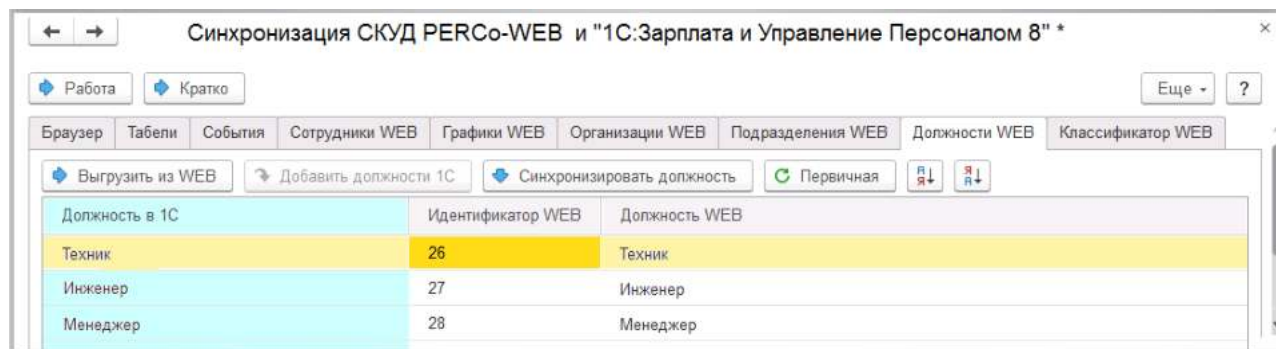 Синхронизация СКУД PERCo-WEB и "1С:Зарплата и Управление Персоналом 8" *
Работа Кратко Еще ?
Браузер Табели События Сотрудники WEB Графики WEB Организации WEB Подразделения WEB Должности WEB Классификатор WEB
Выгрузить из WEB Добавить должности 1С Синхронизировать должность Первичная А Я Я А
Должность в 1С Идентификатор WEB Должность WEB
Техник 26 Техник
Инженер 27 Инженер
Менеджер 28 Менеджер